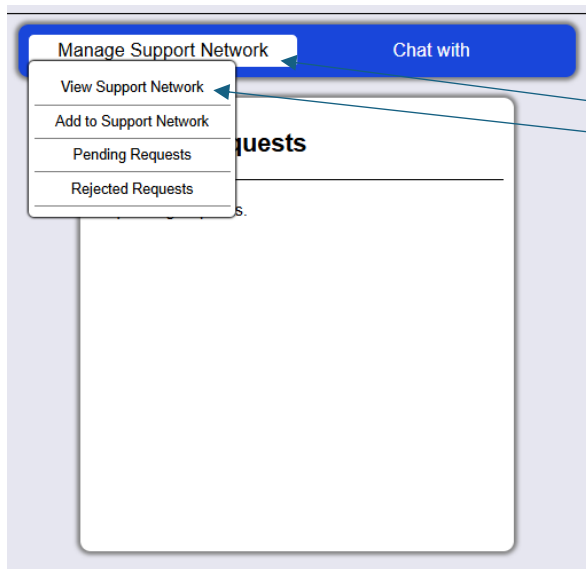 Manage Support Network
Chat with
View Support Network
Add to Support Network
Pending Requests
Rejected Requests
quests
s.